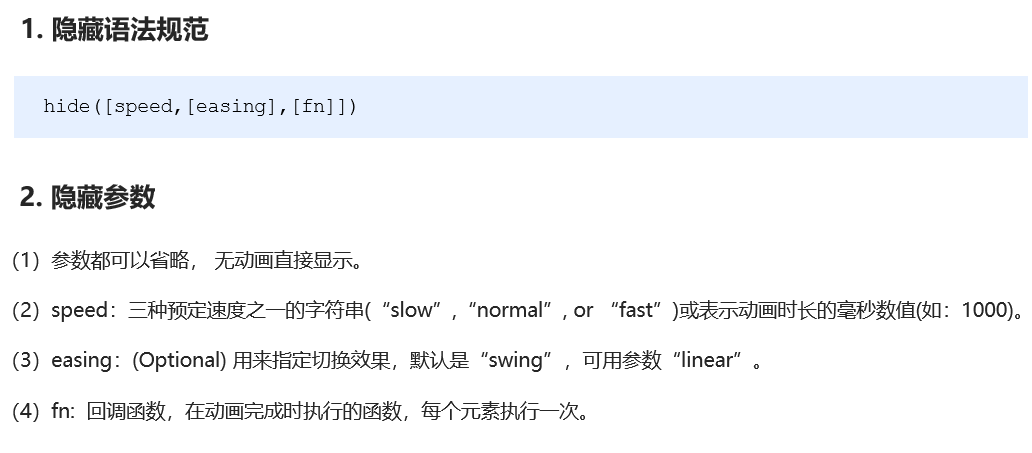 1. 隐藏语法规范
hide([speed,[easing],[fn]])
2. 隐藏参数
(1）参数都可以省略， 无动画直接显示。
(2）speed：三种预定速度之一的字符串(“slow”,“normal”, or “fast”)或表示动画时长的毫秒数值(如：1000)。
(3）easing：(Optional) 用来指定切换效果，默认是“swing”，可用参数“linear”。
(4）fn: 回调函数，在动画完成时执行的函数，每个元素执行一次。